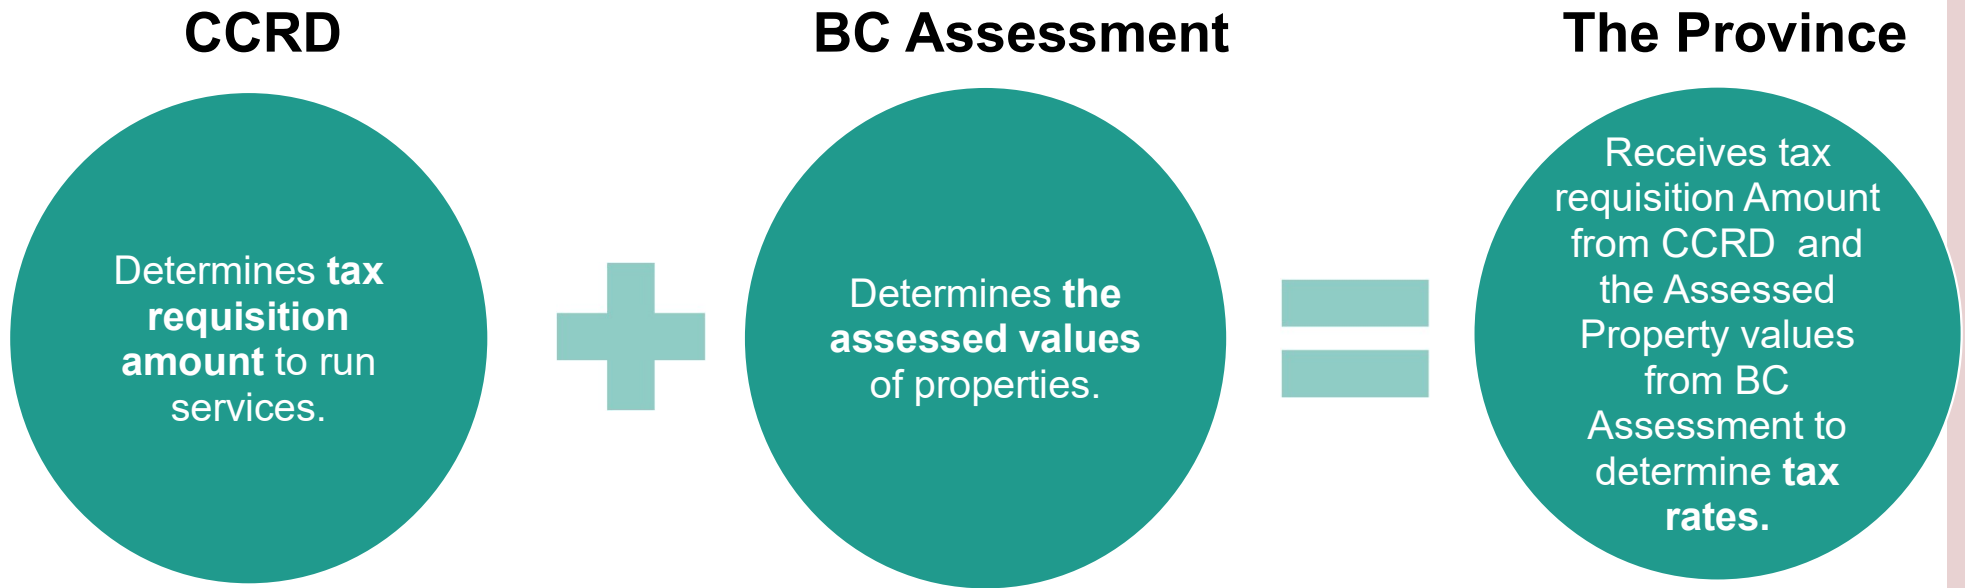 CCRD
Determines tax
requisition
amount to run
services.
BC Assessment
Determines the
assessed values
of properties.
The Province
Receives tax
requisition Amount
from CCRD  and
the Assessed
Property values
from BC
Assessment to
determine tax
rates.